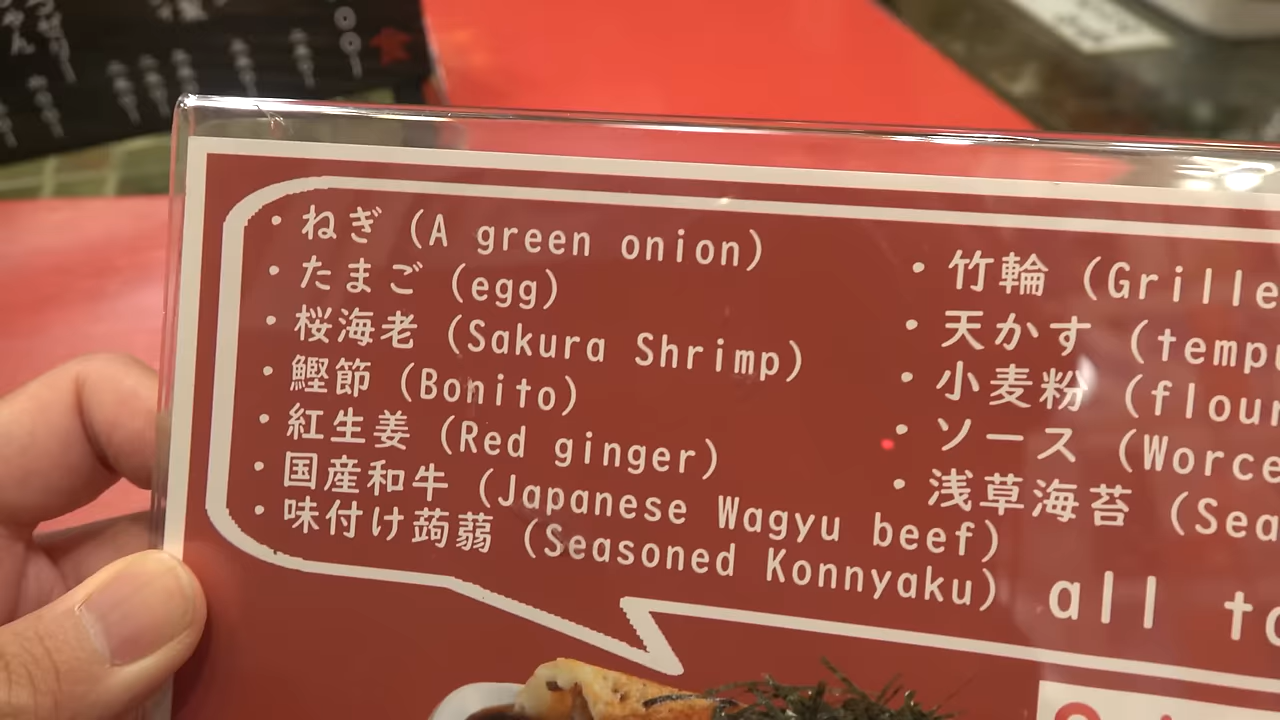 ・ねぎ (A green onion)
・たまご (egg)
・桜海老 (Sakura Shrimp)
・鰹節 (Bonito)
・紅生姜 (Red ginger)
・国産和牛 (Japanese Wagyu beef)
・味付け蒟蒻 (Seasoned Konnyaku)
・竹輪 (Grille
・天かす (temp
・小麦粉 (flour
・ソース (Worce
・浅草海苔 (Sea
all to